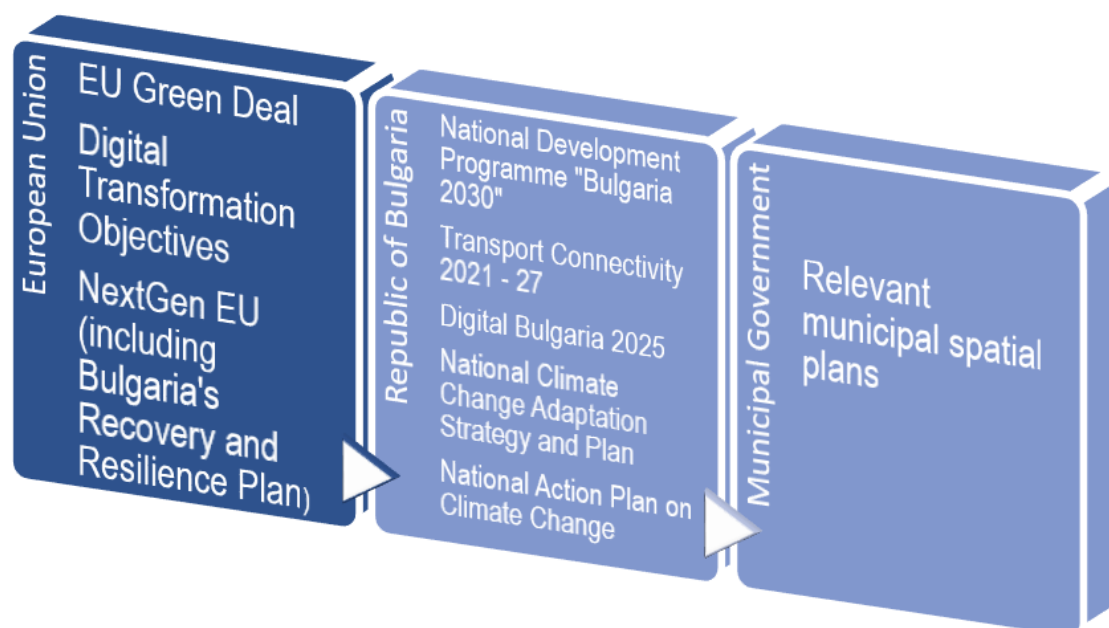 European Union
EU Green Deal
Digital
Transformation
Objectives
NextGen EU
(including
Bulgaria's
Recovery and
Resilience Plan)
Republic of Bulgaria
National Development
Programme "Bulgaria
2030"
Transport Connectivity
2021 - 27
Digital Bulgaria 2025
National Climate
Change Adaptation
Strategy and Plan
National Action Plan on
Climate Change
Municipal Government
Relevant
municipal spatial
plans